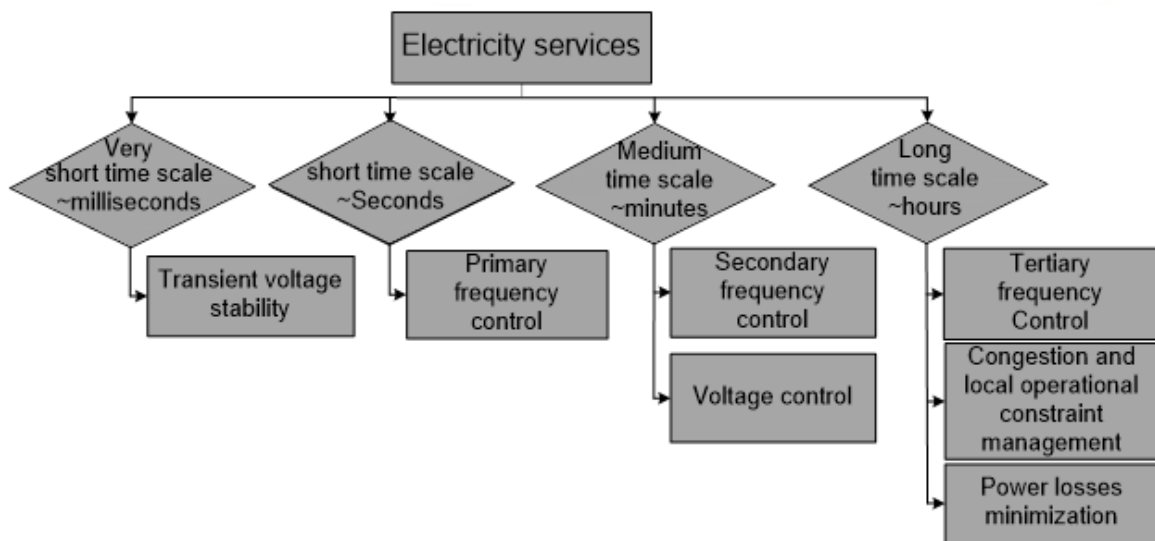 Electricity services
Very
short time scale
~milliseconds
short time scale
~Seconds
Medium
time scale
~minutes
Long
time scale
~hours
Transient voltage
stability
Primary
frequency
control
Secondary
frequency
control
Tertiary
frequency
Control
Voltage control
Congestion and
local operational
constraint
management
Power losses
minimization